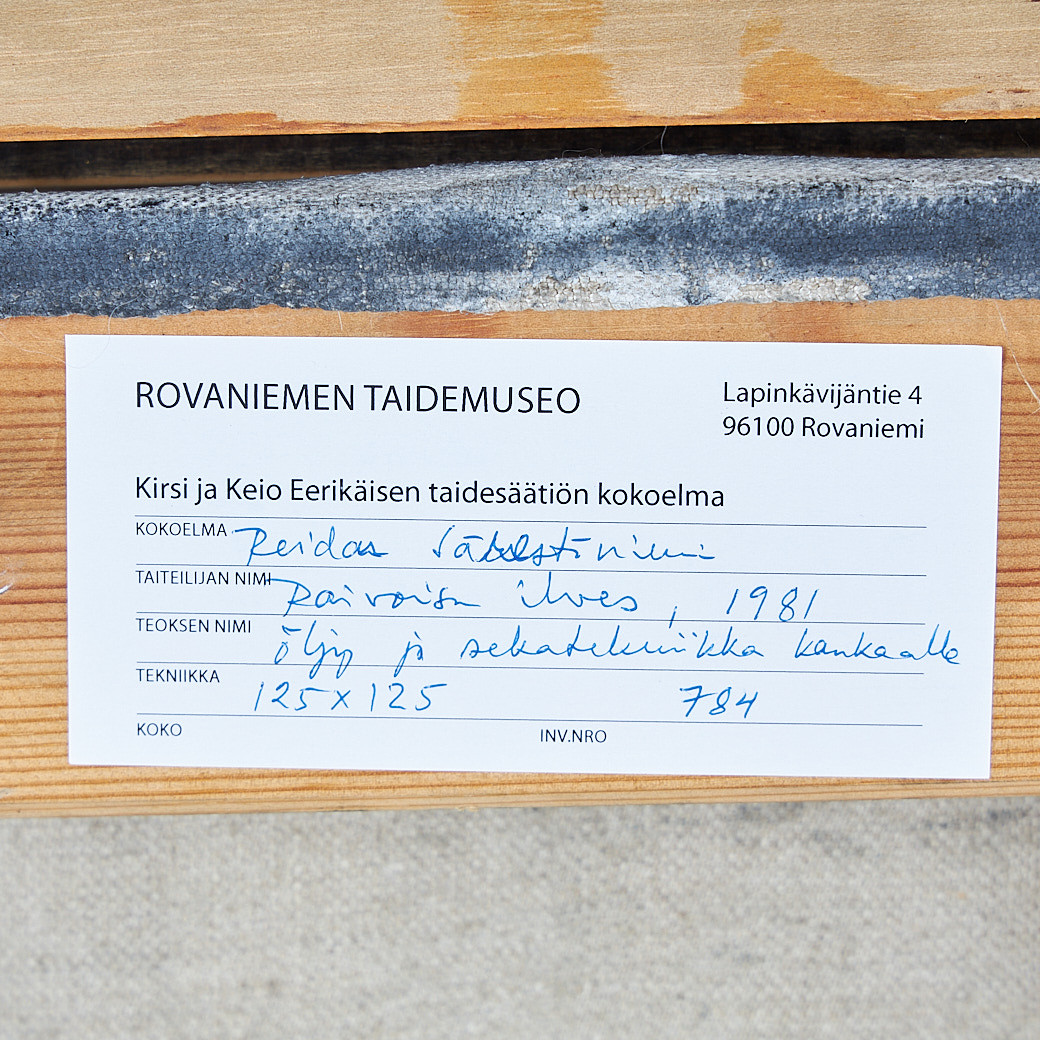 ROVANIEMEN TAIDEMUSEO
Lapinkävijäntie 4
96100 Rovaniemi
Kirsi ja Keio Eerikäisen taidesäätiön kokoelma
KOKOELMA
Reidar Särestöniemi
TAITEILIJAN NIMI
ilves, 1981
TEOKSEN NIMI
öljy ja sekatekniikka kankaalle
TEKNIIKKA
125 x 125 784
KOKO INV.NRO